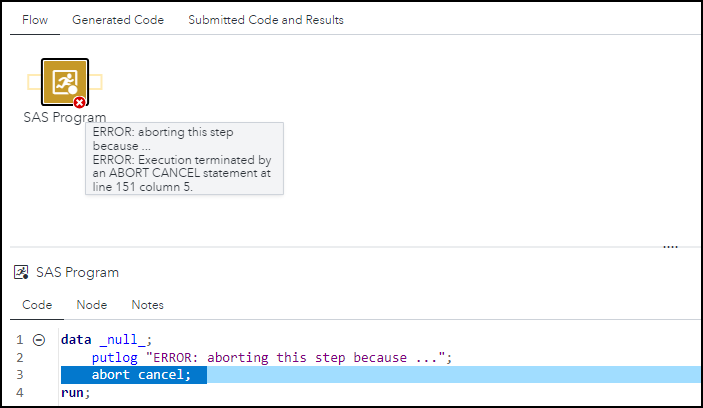 Flow Generated Code Submitted Code and Results
SAS Program
ERROR: aborting this step
because ...
ERROR: Execution terminated by
an ABORT CANCEL statement at
line 151 column 5.
SAS Program
Code Node Notes
1 data _null_;
2 putlog "ERROR: aborting this step because ...";
3 abort cancel;
4 run;